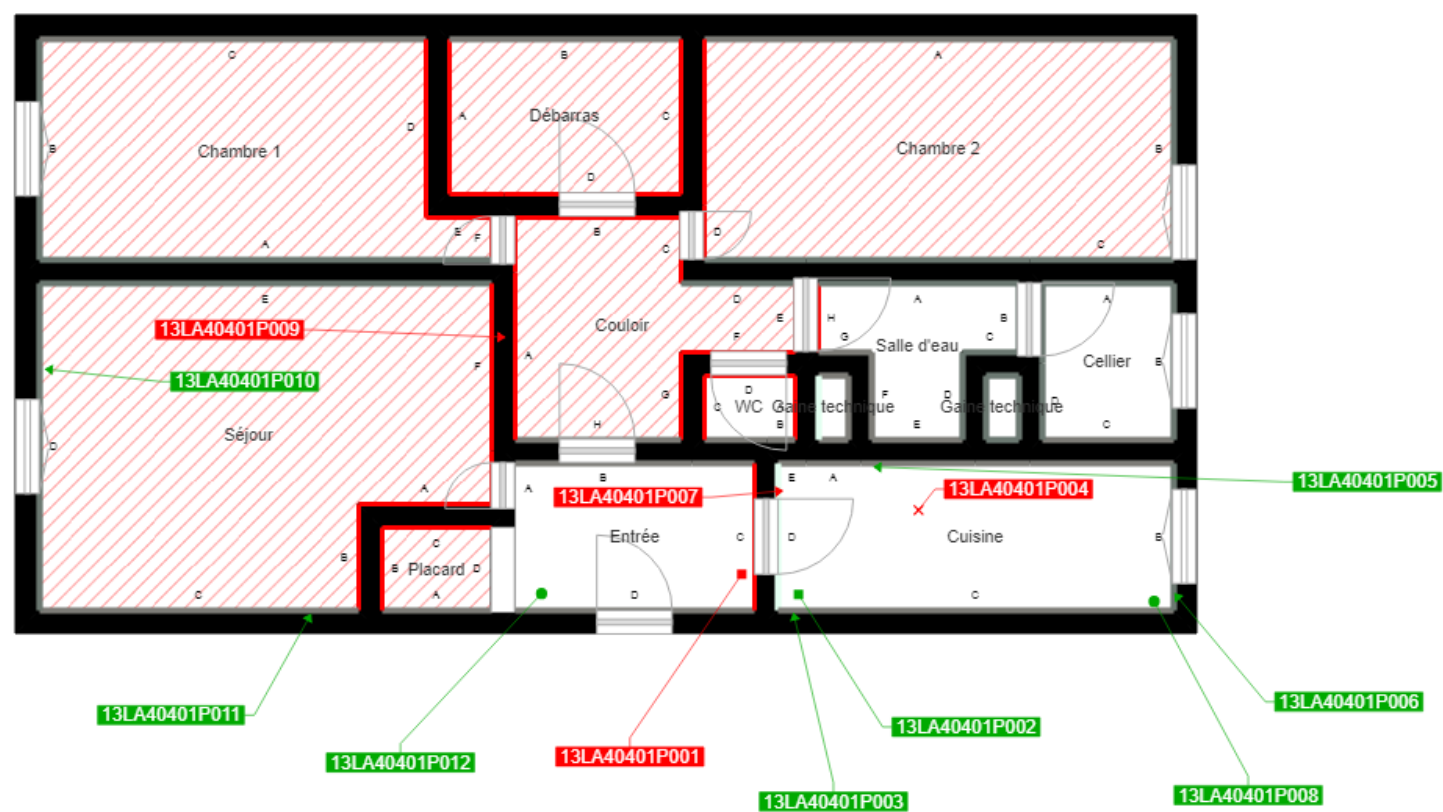 C
B
A
Débarras
Chambre 1
D
A
C
Chambre 2
B
B
D
E
F
B
C
D
A
C
E
D
A
A
13LA40401P009
Couloir
E
H
B
G
C
Salle d'eau
F
A
Cellier
B
13LA40401P010
F
D
D
G
C
WC
B
Gaine technique
F
D
Gaine technique
D
Séjour
H
E
C
D
A
A
B
E
A
13LA40401P005
13LA40401P007
13LA40401P004
Entrée
C
D
Cuisine
B
C
B
B
Placard
D
C
A
D
C
13LA40401P011
13LA40401P006
13LA40401P002
13LA40401P012
13LA40401P001
13LA40401P003
13LA40401P008